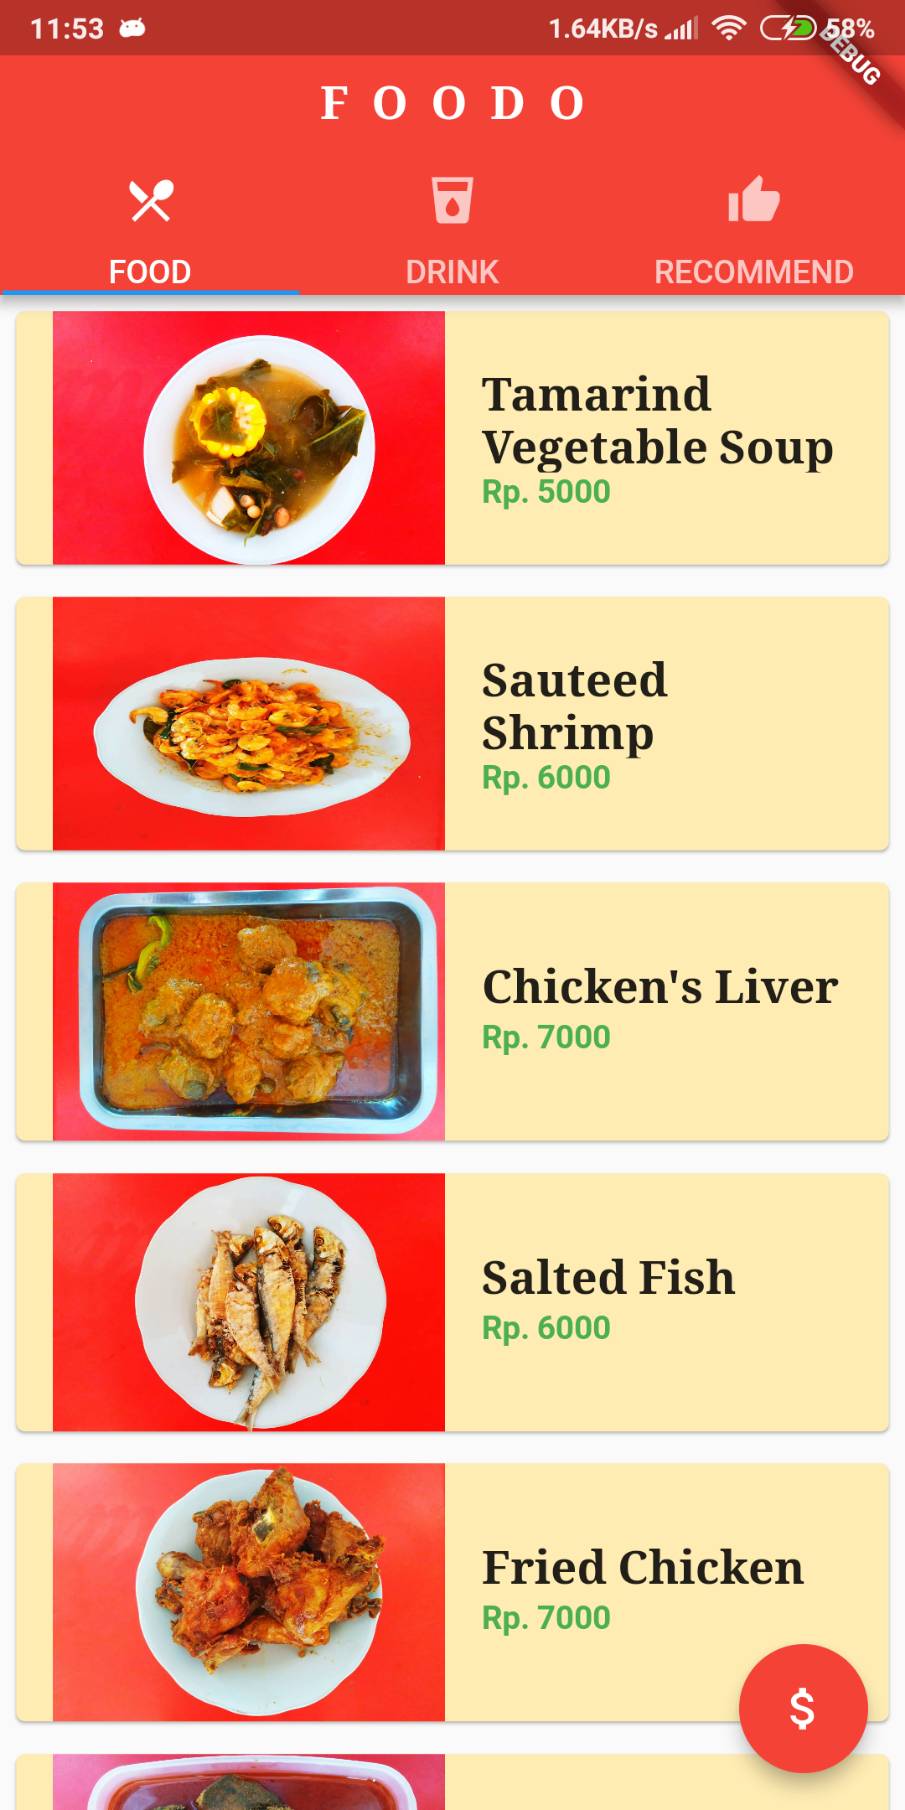 11:53
1.64KB/s 58%
DEBUG
F O O D O
FOOD DRINK RECOMMEND
Tamarind
Vegetable Soup
Rp. 5000
Sauteed
Shrimp
Rp. 6000
Chicken's Liver
Rp. 7000
Salted Fish
Rp. 6000
Fried Chicken
Rp. 7000
$